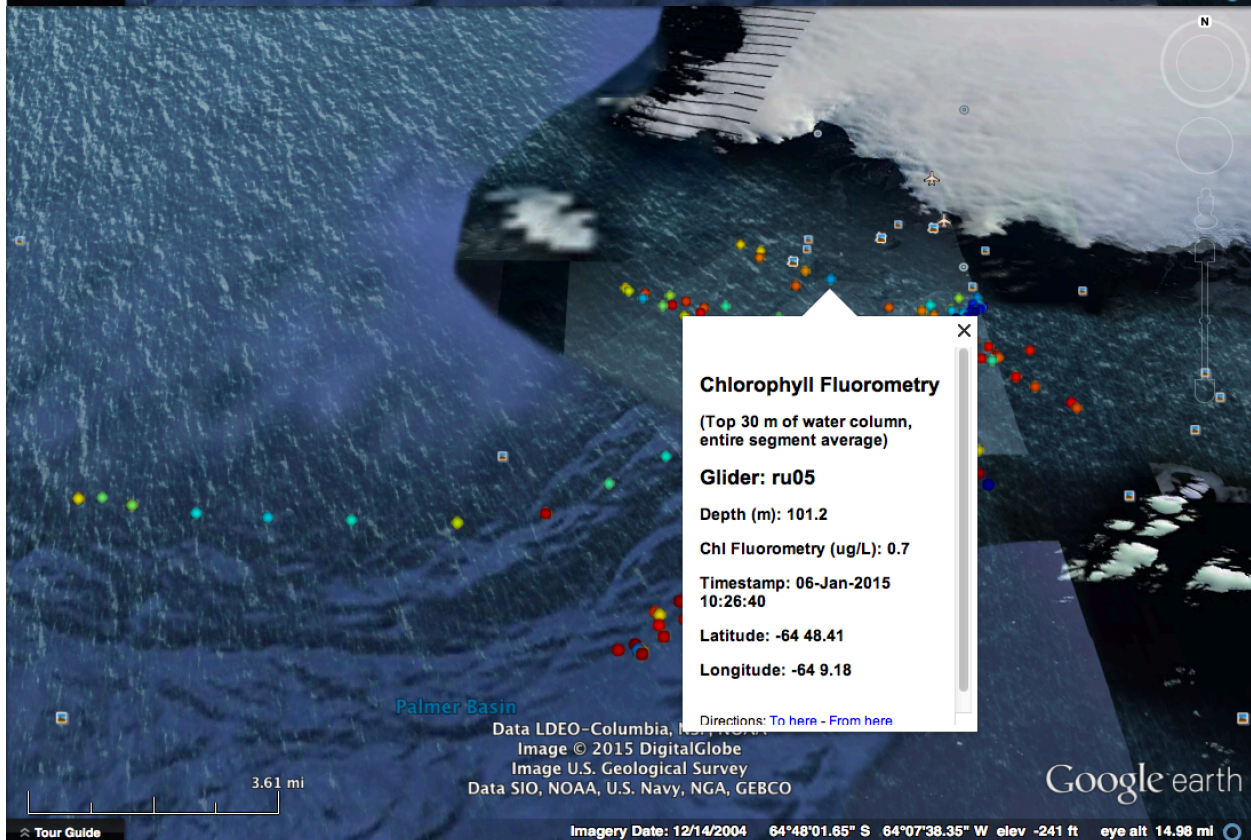 N
Chlorophyll Fluorometry
(Top 30 m of water column,
entire segment average)
Glider: ru05
Depth (m): 101.2
Chl Fluorometry (ug/L): 0.7
Timestamp: 06-Jan-2015
10:26:40
Latitude: -64 48.41
Longitude: -64 9.18
Directions: To here - From here
Palmer Basin
Data LDEO-Columbia, NSF, NOAA
Image © 2015 DigitalGlobe
Image U.S. Geological Survey
Data SIO, NOAA, U.S. Navy, NGA, GEBCO
3.61 mi
Google earth
Tour Guide
Imagery Date: 12/14/2004 64°48'01.65" S 64°07'38.35" W elev -241 ft eye alt 14.98 mi